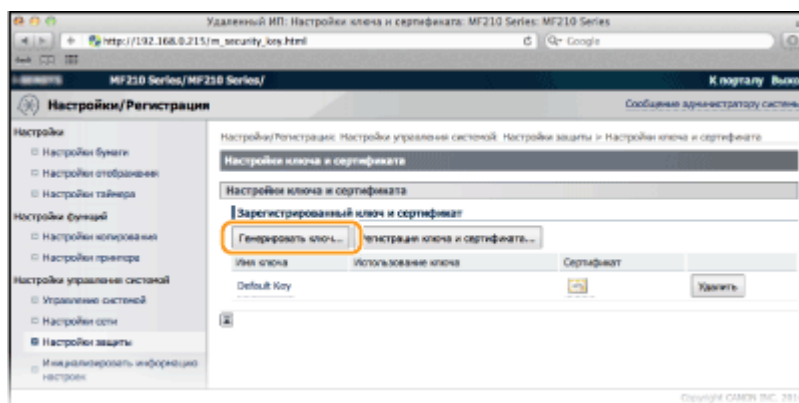 Удаленный ИП: Настройки ключа и сертификата: MF210 Series: MF210 Series
http://192.168.0.215/m_security_key.html
Google
MF210 Series/MF210 Series/
К порталу
Настройки/Регистрация
Сообщение администратору системы
Настройки
Настройки бумаги
Настройки отображения
Настройки таймера
Настройки функций
Настройки копирования
Настройки принтера
Настройки управления системой
Управление системой
Настройки сети
Настройки защиты
Инициализировать информацию
настроек
Настройки/Регистрация: Настройки управления системой: Настройки защиты > Настройки ключа и сертификата
Настройки ключа и сертификата
Настройки ключа и сертификата
Зарегистрированный ключ и сертификат
Генерировать ключ... Регистрация ключа и сертификата...
Имя ключа Использование ключа Сертификат
Default Key Удалить
Copyright CANON INC.